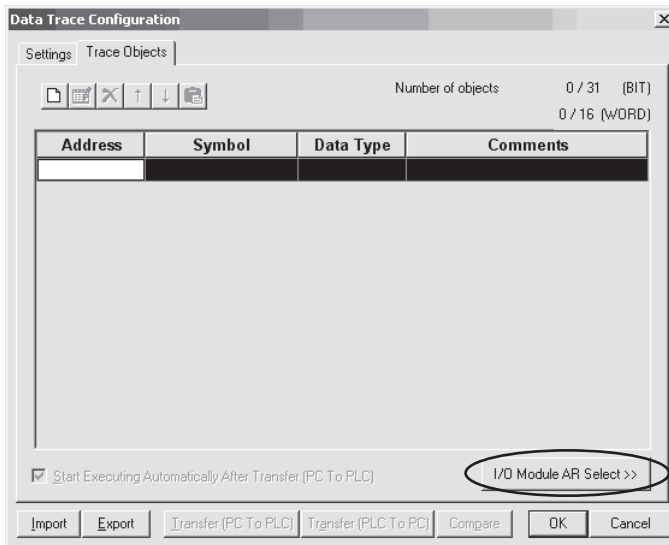 Data Trace Configuration
Settings Trace Objects
Number of objects 0 / 31 (BIT)
0 / 16 (WORD)
Address Symbol Data Type Comments
Start Executing Automatically After Transfer (PC To PLC)
I/O Module AR Select >>
Import Export Transfer (PC To PLC) Transfer (PLC To PC) Compare OK Cancel